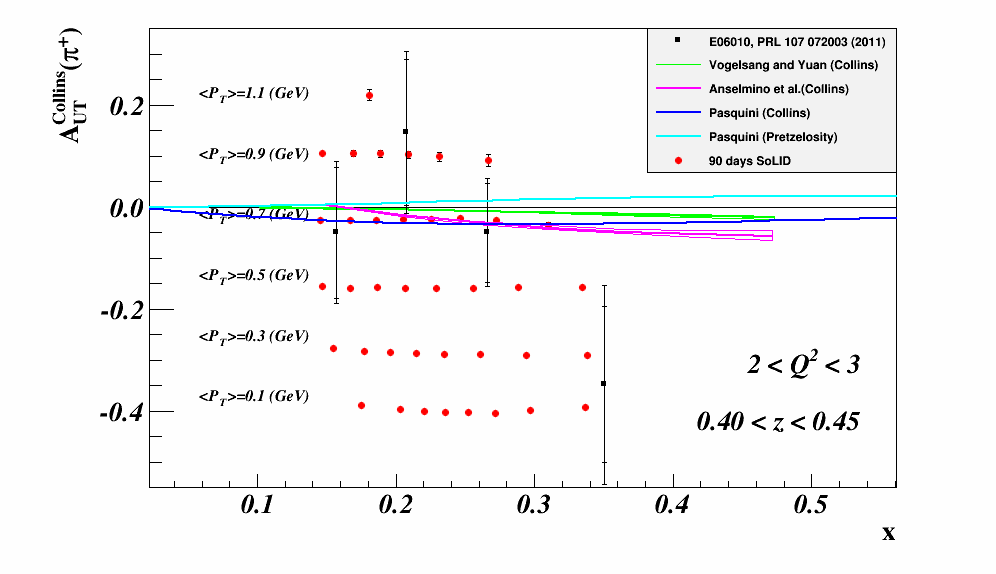 A_UT^Collins(π⁺)
E06010, PRL 107 072003 (2011)
Vogelsang and Yuan (Collins)
Anselmino et al.(Collins)
Pasquini (Collins)
Pasquini (Pretzelosity)
90 days SoLID
0.2
0.0
-0.2
-0.4
<P_T>=1.1 (GeV)
<P_T>=0.9 (GeV)
<P_T>=0.7 (GeV)
<P_T>=0.5 (GeV)
<P_T>=0.3 (GeV)
<P_T>=0.1 (GeV)
2 < Q² < 3
0.40 < z < 0.45
0.1 0.2 0.3 0.4 0.5
x